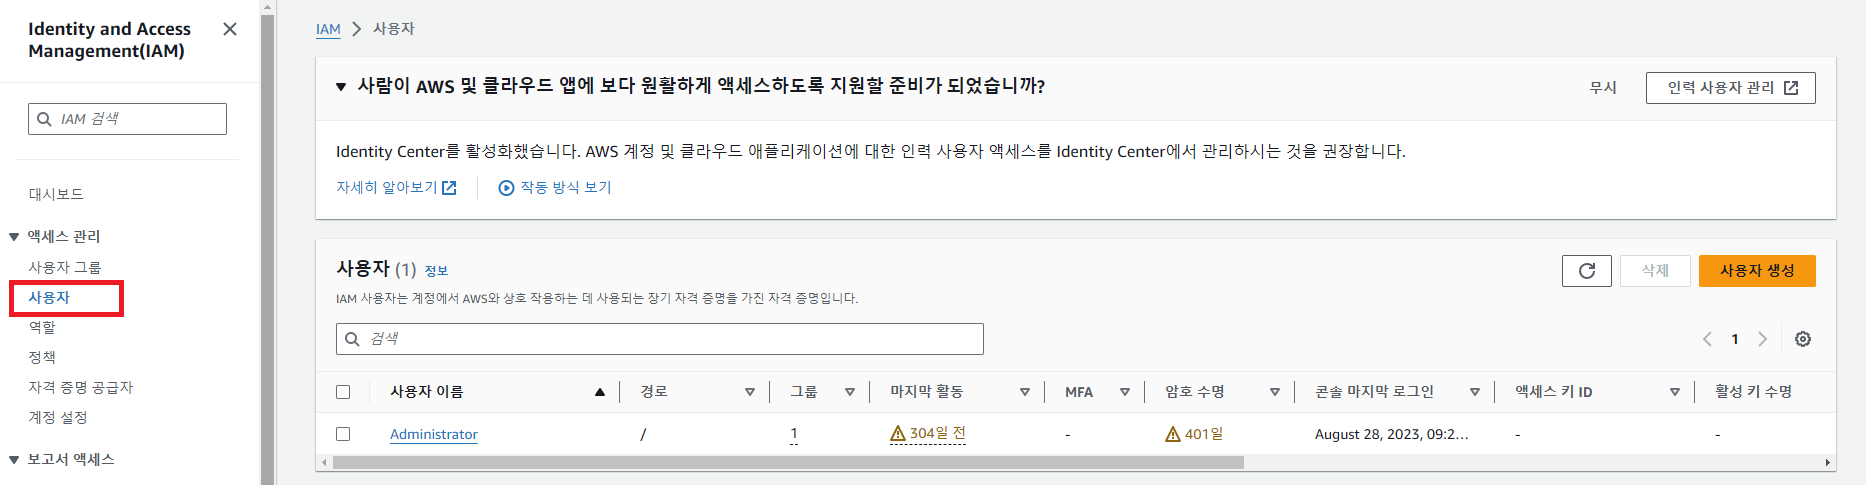 Identity and Access
Management(IAM)
IAM 검색
대시보드
액세스 관리
사용자 그룹
사용자
역할
정책
자격 증명 공급자
계정 설정
보고서 액세스
IAM > 사용자
사람이 AWS 및 클라우드 앱에 보다 원활하게 액세스하도록 지원할 준비가 되었습니까?
무시
인력 사용자 관리
Identity Center를 활성화했습니다. AWS 계정 및 클라우드 애플리케이션에 대한 인력 사용자 액세스를 Identity Center에서 관리하시는 것을 권장합니다.
자세히 알아보기
작동 방식 보기
사용자 (1) 정보
삭제
사용자 생성
IAM 사용자는 계정에서 AWS와 상호 작용하는 데 사용되는 장기 자격 증명을 가진 자격 증명입니다.
검색
1
사용자 이름 경로 그룹 마지막 활동 MFA 암호 수명 콘솔 마지막 로그인 액세스 키 ID 활성 키 수명
Administrator / 1 304일 전 - 401일 August 28, 2023, 09:2... - -